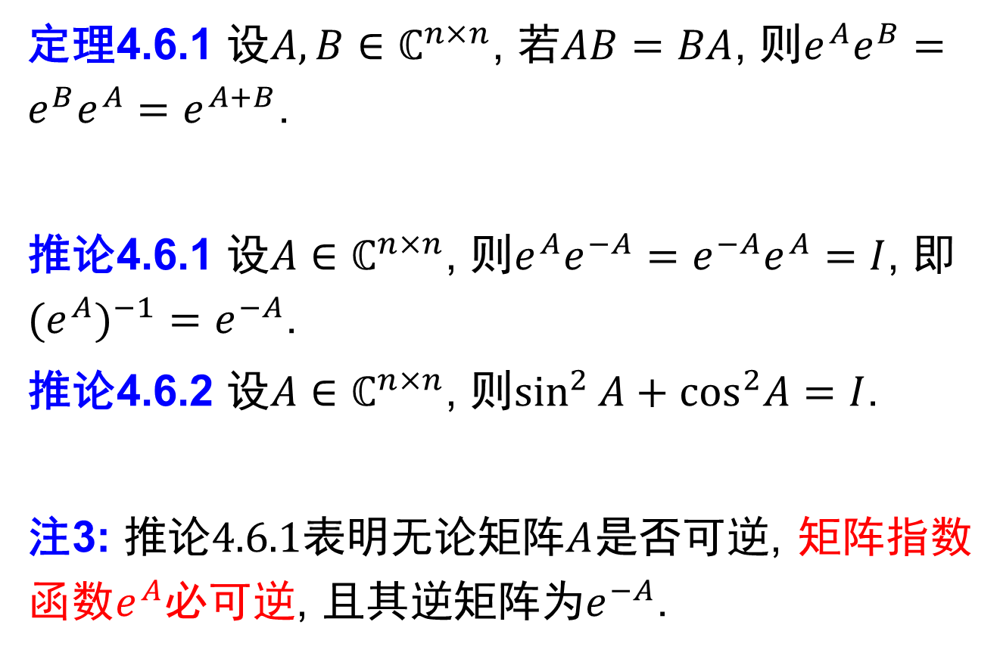 定理4.6.1 设$A, B \in \mathbb{C}^{n \times n}$, 若$AB = BA$, 则$e^A e^B =$
$e^B e^A = e^{A+B}$.
推论4.6.1 设$A \in \mathbb{C}^{n \times n}$, 则$e^A e^{-A} = e^{-A} e^A = I$, 即
$(e^A)^{-1} = e^{-A}$.
推论4.6.2 设$A \in \mathbb{C}^{n \times n}$, 则$\sin^2 A + \cos^2 A = I$.
注3: 推论4.6.1表明无论矩阵$A$是否可逆, 矩阵指数
函数$e^A$必可逆, 且其逆矩阵为$e^{-A}$.